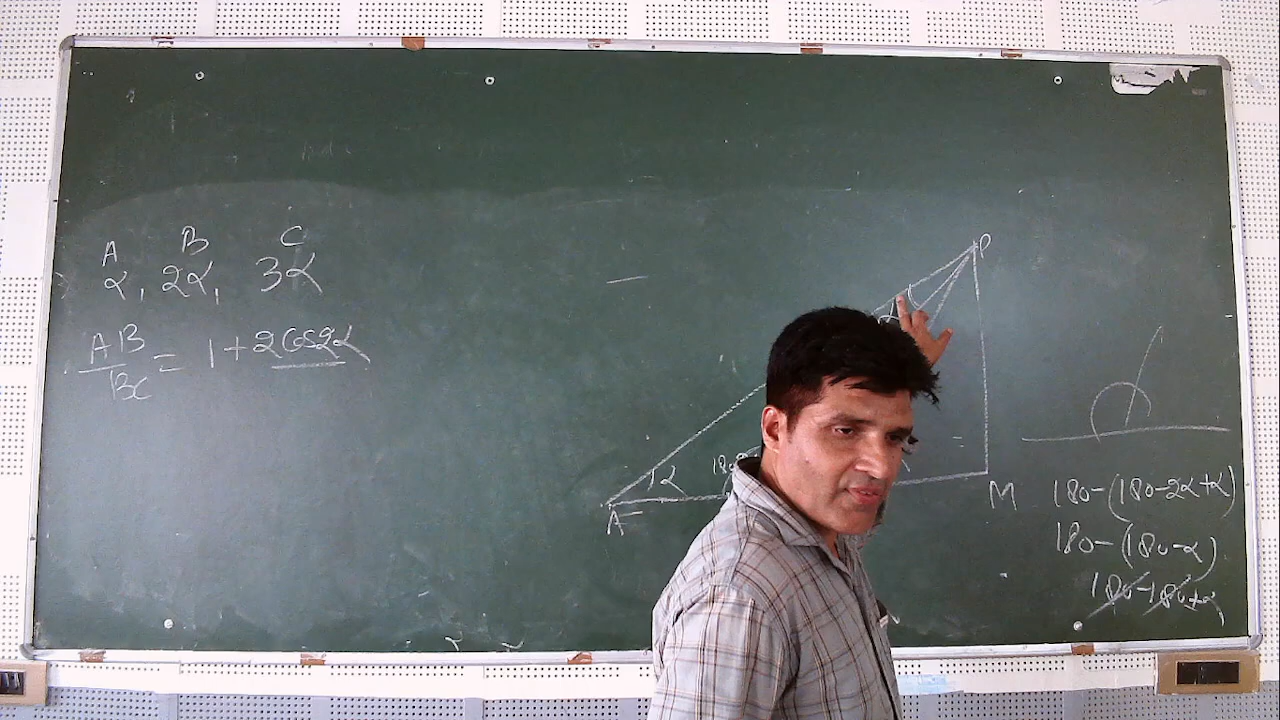 A B C
α, 2α, 3α
AB/BC = 1 + 2Cos2α
P
α
α
A
M
180-(180-2α+α)
180-(180-α)
180-180+α